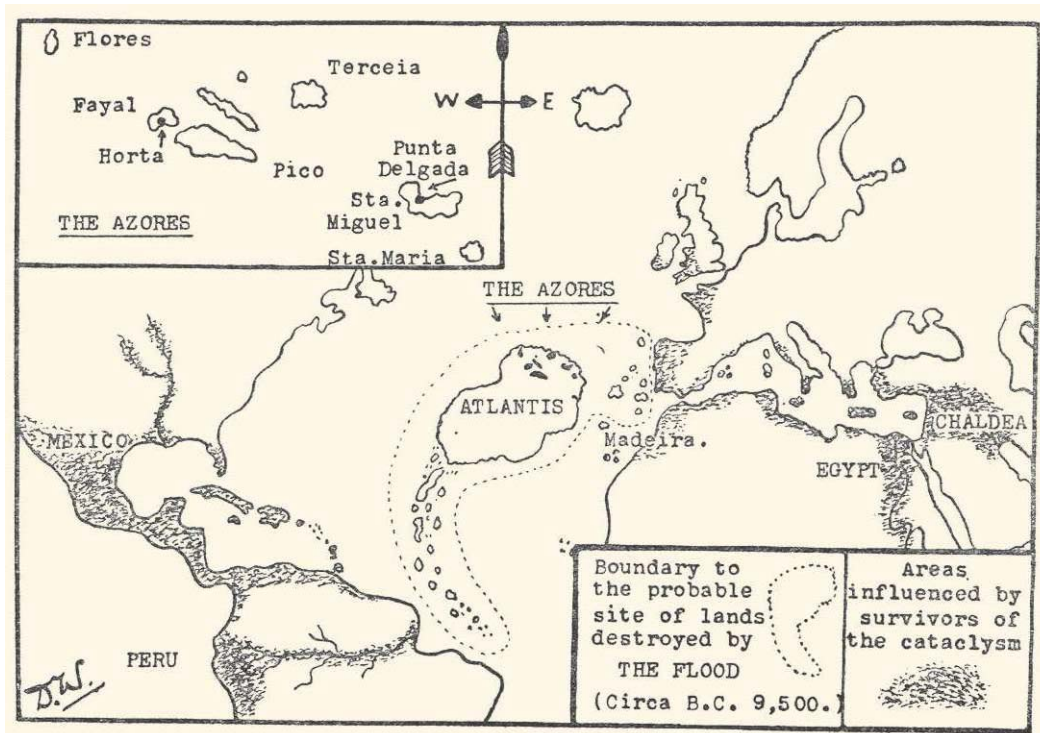 Flores
Terceia
Fayal
Horta
Pico
Punta
Delgada
Sta.
Miguel
THE AZORES
Sta.Maria
W E
THE AZORES
ATLANTIS
Madeira.
MEXICO
CHALDEA
EGYPT
PERU
D.W.
Boundary to
the probable
site of lands
destroyed by
THE FLOOD
(Circa B.C. 9,500.)
Areas
influenced by
survivors of
the cataclysm